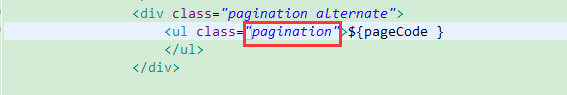 <div class="pagination alternate">
<ul class="pagination">${pageCode }
</ul>
</div>